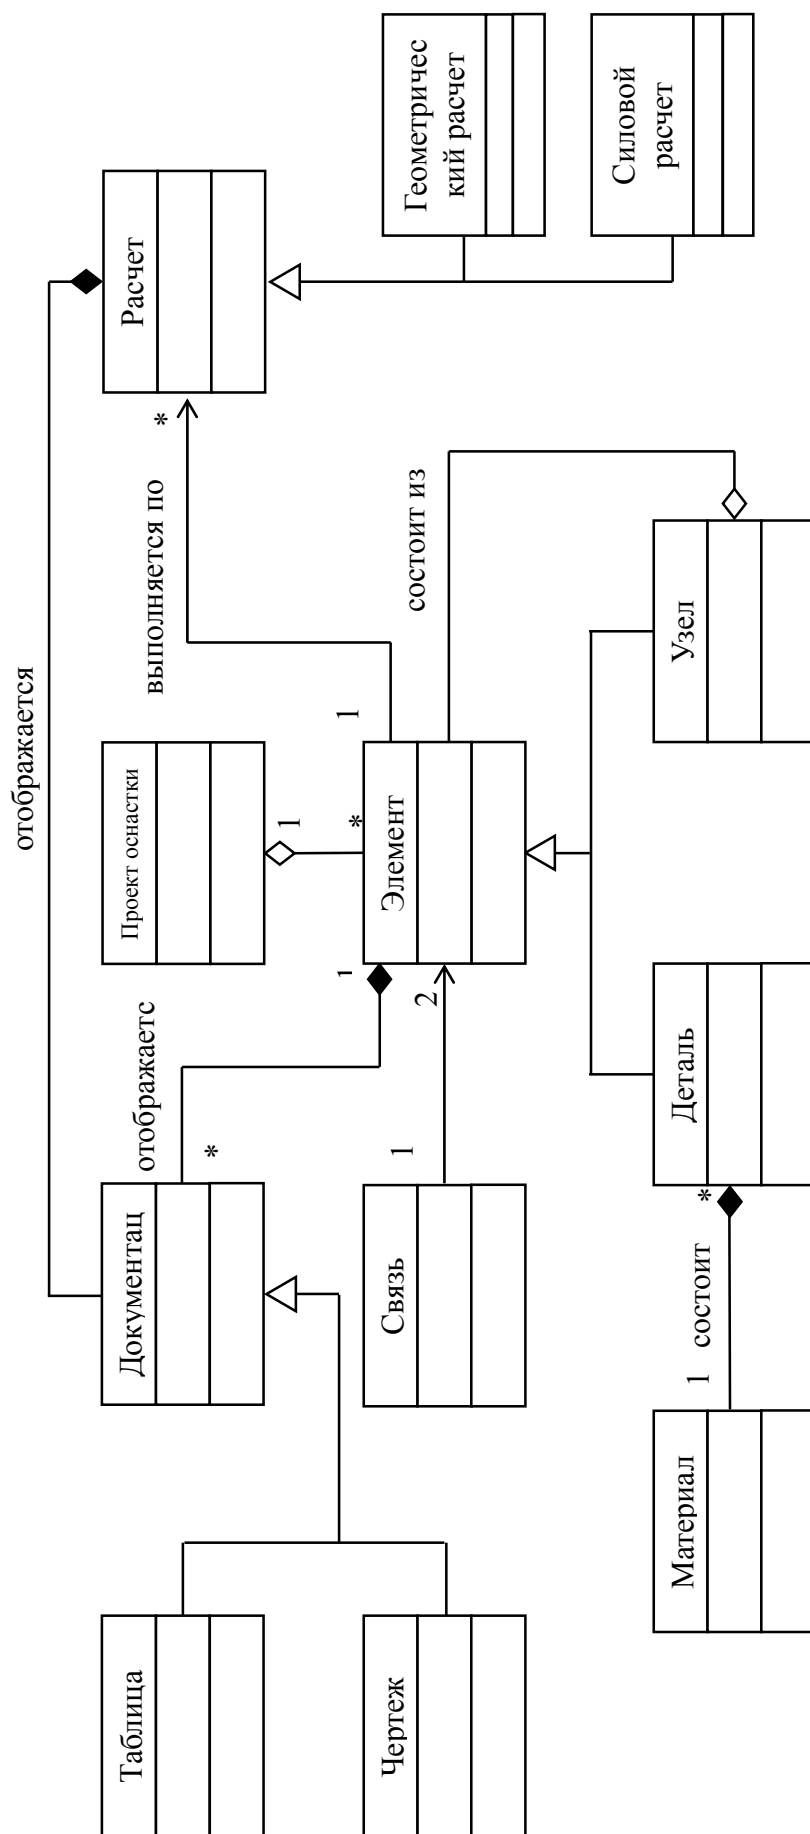 отображается
Таблица
Документац
Проект оснастки
Расчет
отображаетс
выполняется по
*
*
1
1
1
*
Чертеж
Связь
Элемент
1
2
состоит из
Геометричес
кий расчет
Силовой
расчет
Материал
Деталь
Узел
1 состоит
*